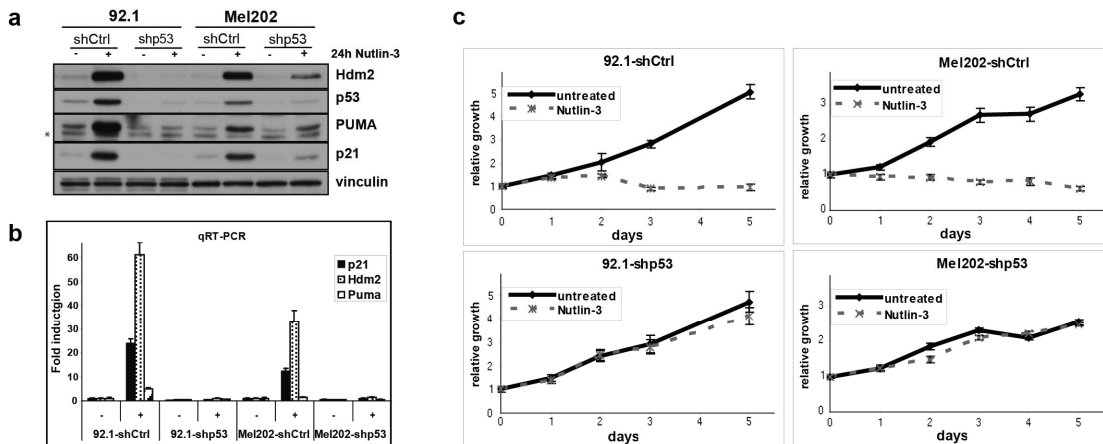 a
92.1 Mel202
shCtrl shp53 shCtrl shp53
- + - + - + - + 24h Nutlin-3
Hdm2
p53
* PUMA
p21
vinculin
b
qRT-PCR
Fold inductgion
60
50
40
30
20
10
0
p21
Hdm2
Puma
- + - + - + - +
92.1-shCtrl 92.1-shp53 Mel202-shCtrl Mel202-shp53
c
92.1-shCtrl
relative growth
5
4
3
2
1
untreated
Nutlin-3
0 1 2 3 4 5
days
Mel202-shCtrl
relative growth
3
2
1
untreated
Nutlin-3
0 1 2 3 4 5
days
92.1-shp53
relative growth
5
4
3
2
1
0
untreated
Nutlin-3
0 1 2 3 4 5
days
Mel202-shp53
relative growth
3
2
1
0
untreated
Nutlin-3
0 1 2 3 4 5
days